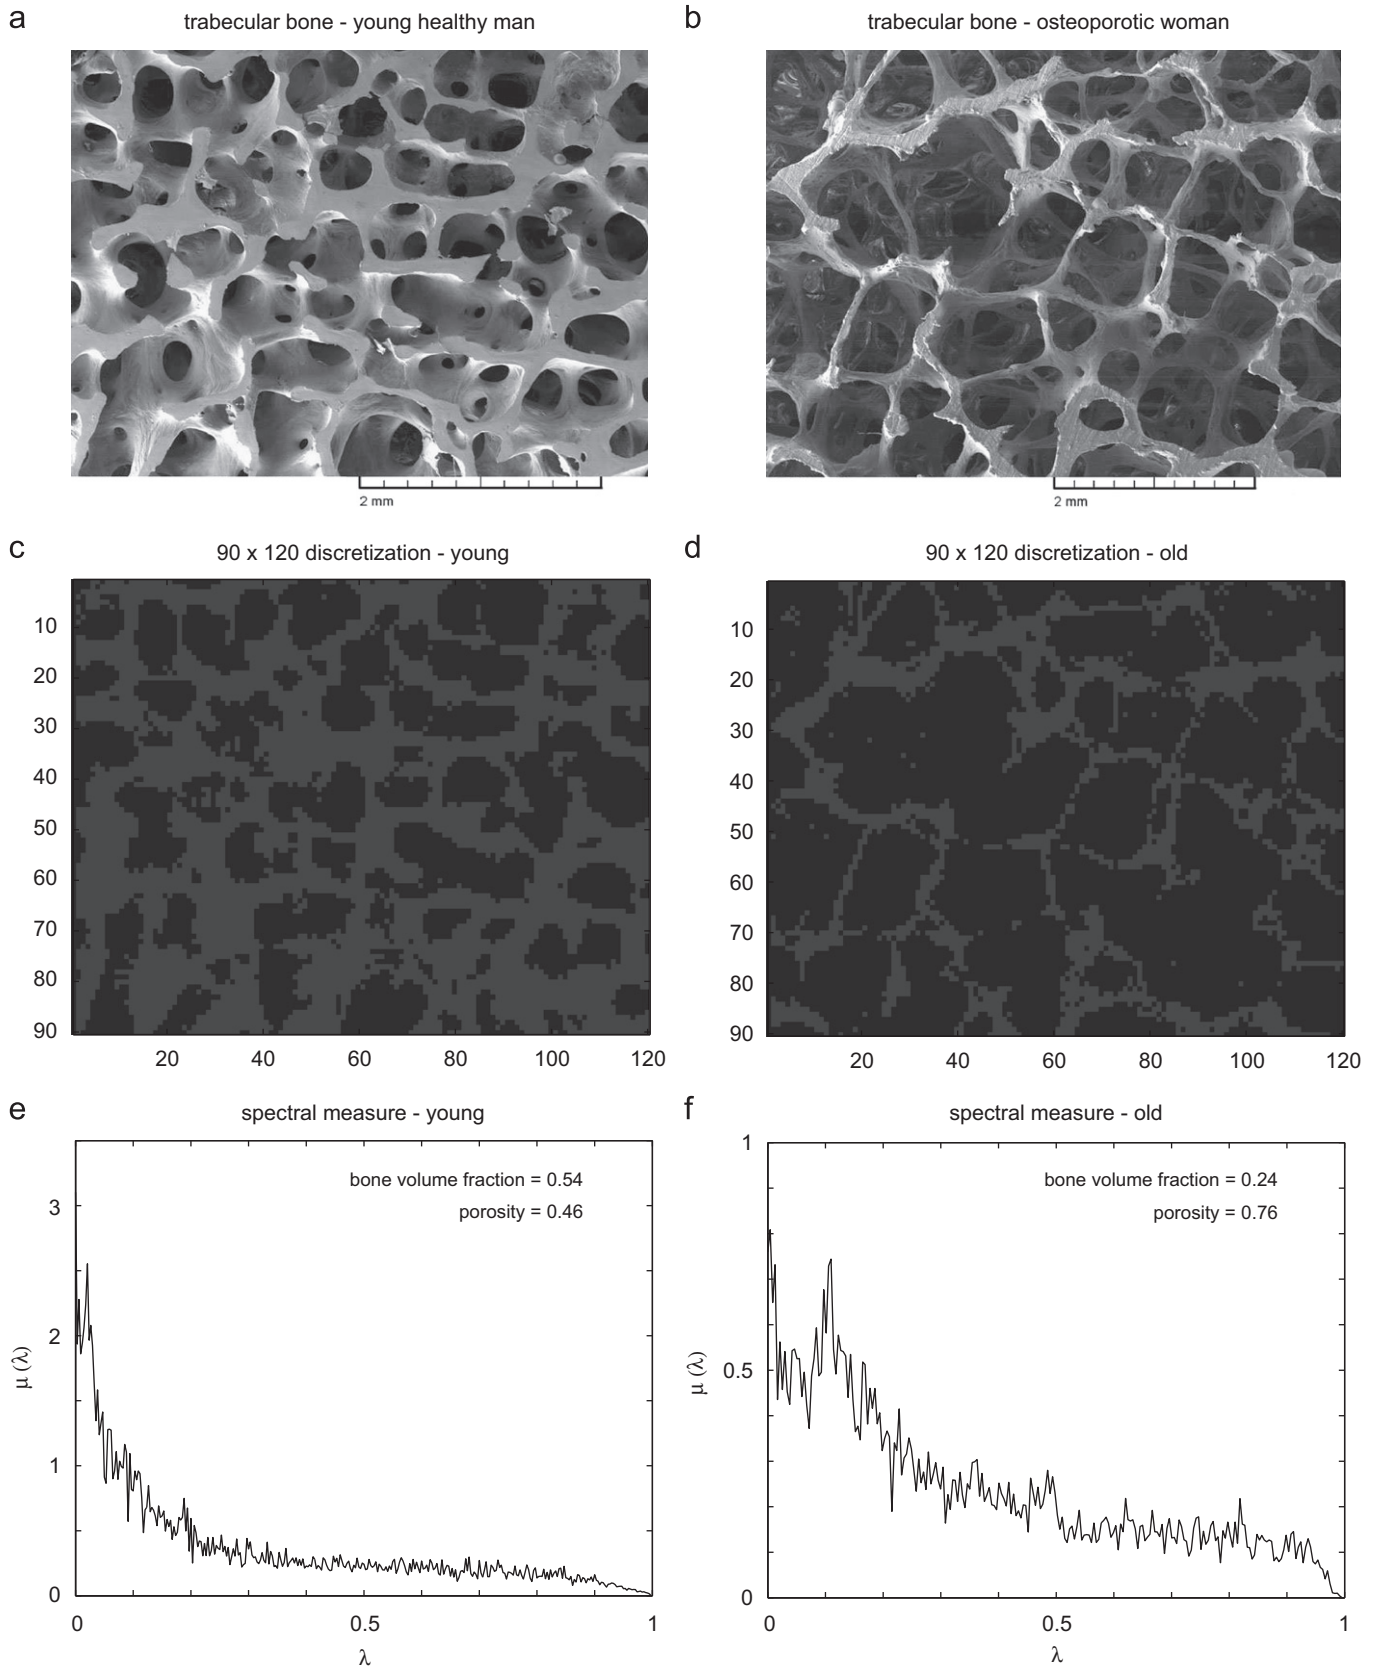 a
trabecular bone - young healthy man
b
trabecular bone - osteoporotic woman
2 mm
2 mm
c
90 x 120 discretization - young
d
90 x 120 discretization - old
10
20
30
40
50
60
70
80
90
20 40 60 80 100 120
10
20
30
40
50
60
70
80
90
20 40 60 80 100 120
e
spectral measure - young
f
spectral measure - old
bone volume fraction = 0.54
porosity = 0.46
3
2
1
0
μ (λ)
0 0.5 1
λ
bone volume fraction = 0.24
porosity = 0.76
1
0.5
0
μ (λ)
0 0.5 1
λ